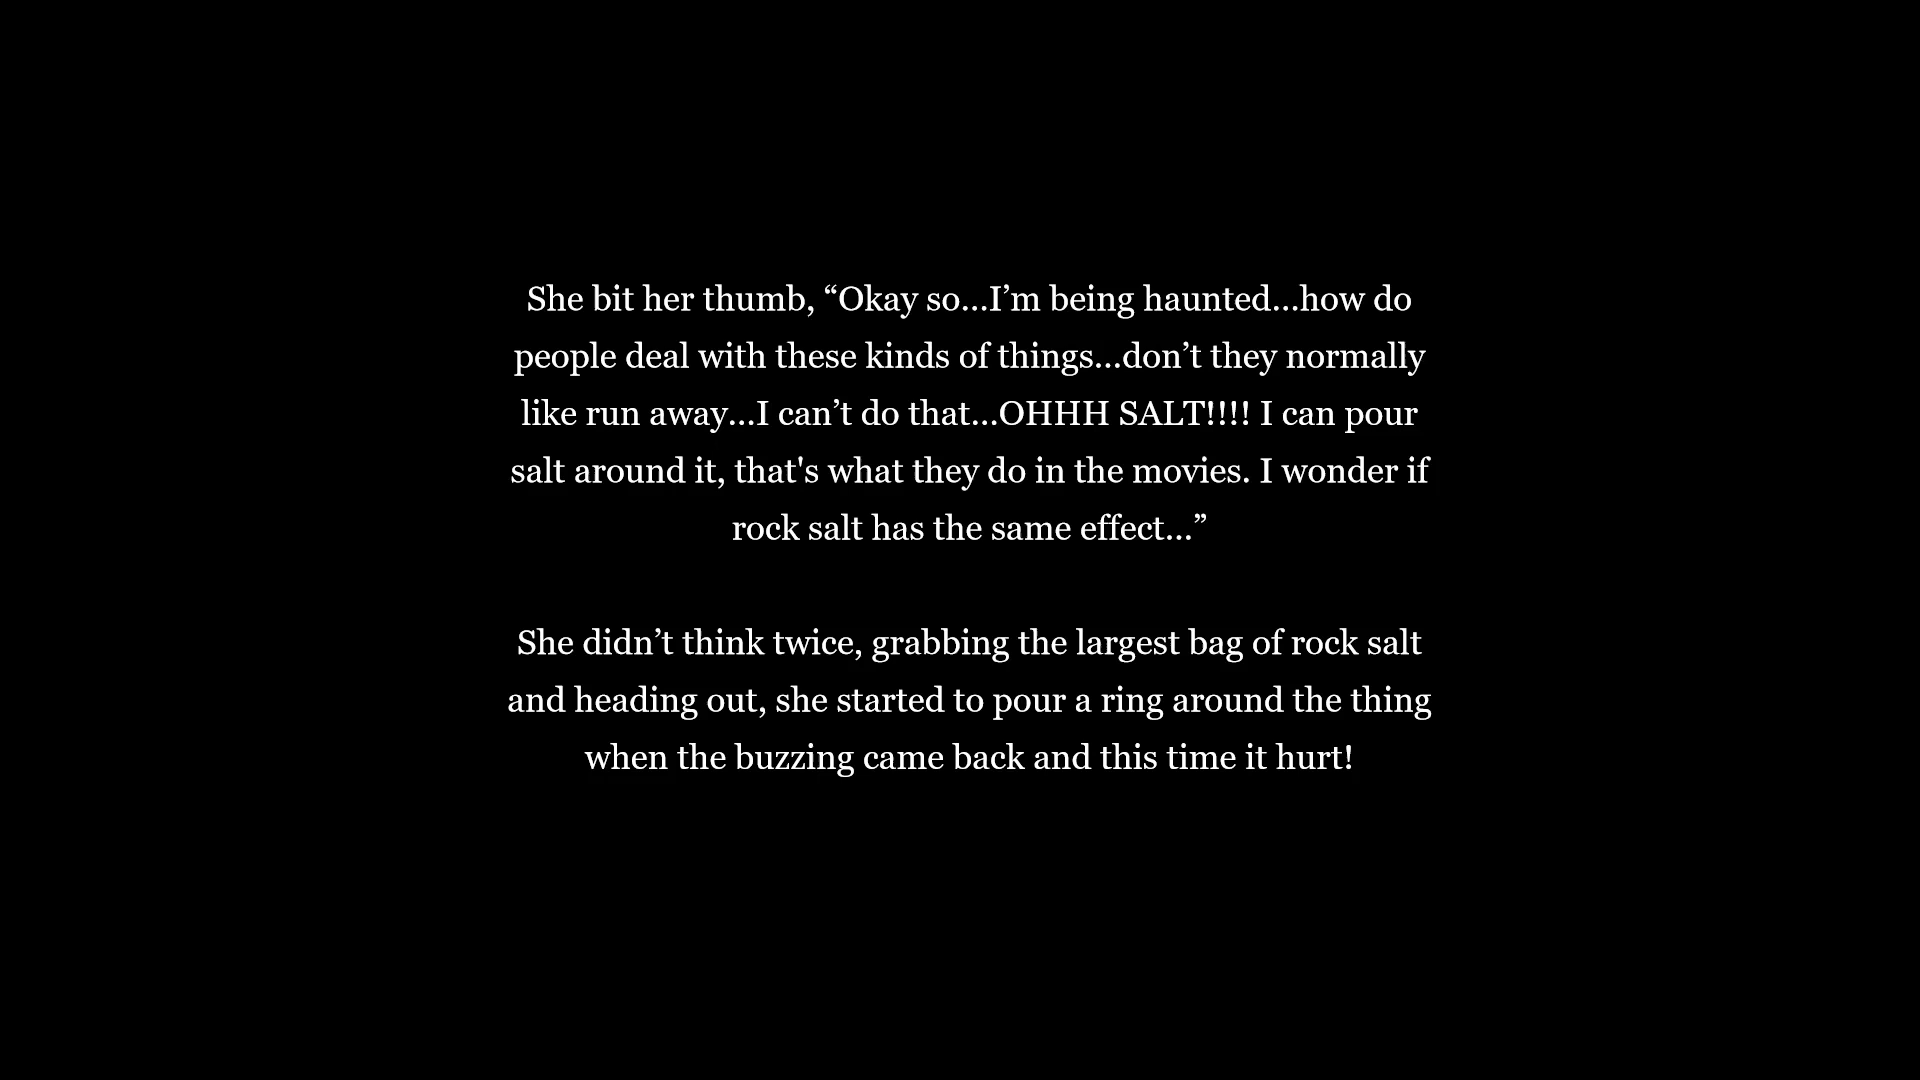 She bit her thumb, “Okay so...I’m being haunted...how do
people deal with these kinds of things...don’t they normally
like run away...I can’t do that...OHHH SALT!!!! I can pour
salt around it, that's what they do in the movies. I wonder if
rock salt has the same effect...”
She didn’t think twice, grabbing the largest bag of rock salt
and heading out, she started to pour a ring around the thing
when the buzzing came back and this time it hurt!